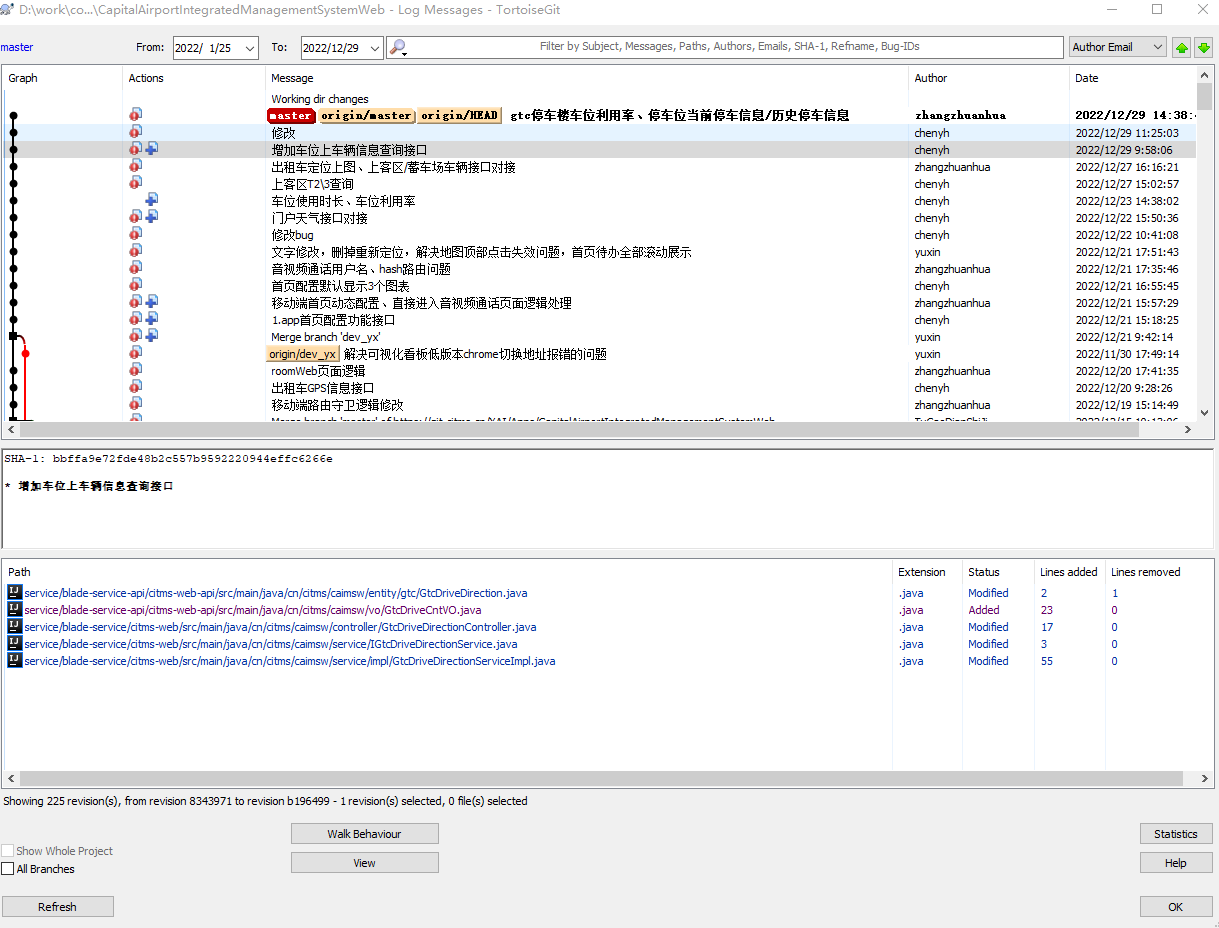 D:\work\co...\CapitalAirportIntegratedManagementSystemWeb - Log Messages - TortoiseGit
master From: 2022/ 1/25 To: 2022/12/29 Filter by Subject, Messages, Paths, Authors, Emails, SHA-1, Refname, Bug-IDs Author Email
Graph Actions Message Author Date
Working dir changes
master origin/master origin/HEAD gtc停车楼车位利用率、停车位当前停车信息/历史停车信息 zhangzhuanhua 2022/12/29 14:38:
修改 chenyh 2022/12/29 11:25:03
增加车位上车辆信息查询接口 chenyh 2022/12/29 9:58:06
出租车定位上图、上客区/蓄车场车辆接口对接 zhangzhuanhua 2022/12/27 16:16:21
上客区T2\3查询 chenyh 2022/12/27 15:02:57
车位使用时长、车位利用率 chenyh 2022/12/23 14:38:02
门户天气接口对接 chenyh 2022/12/22 15:50:36
修改bug chenyh 2022/12/22 10:41:08
文字修改，删掉重新定位，解决地图顶部点击失效问题，首页待办全部滚动展示 yuxin 2022/12/21 17:51:43
音视频通话用户名、hash路由问题 zhangzhuanhua 2022/12/21 17:35:46
首页配置默认显示3个图表 chenyh 2022/12/21 16:55:45
移动端首页动态配置、直接进入音视频通话页面逻辑处理 zhangzhuanhua 2022/12/21 15:57:29
1.app首页配置功能接口 chenyh 2022/12/21 15:18:25
Merge branch 'dev_yx' yuxin 2022/12/21 9:42:14
origin/dev_yx 解决可视化看板低版本chrome切换地址报错的问题 yuxin 2022/11/30 17:49:14
roomWeb页面逻辑 zhangzhuanhua 2022/12/20 17:41:35
出租车GPS信息接口 chenyh 2022/12/20 9:28:26
移动端路由守卫逻辑修改 zhangzhuanhua 2022/12/19 15:14:49
SHA-1: bbffa9e72fde48b2c557b9592220944effc6266e
* 增加车位上车辆信息查询接口
Path Extension Status Lines added Lines removed
service/blade-service-api/citms-web-api/src/main/java/cn/citms/caimsw/entity/gtc/GtcDriveDirection.java .java Modified 2 1
service/blade-service-api/citms-web-api/src/main/java/cn/citms/caimsw/vo/GtcDriveCntVO.java .java Added 23 0
service/blade-service/citms-web/src/main/java/cn/citms/caimsw/controller/GtcDriveDirectionController.java .java Modified 17 0
service/blade-service/citms-web/src/main/java/cn/citms/caimsw/service/IGtcDriveDirectionService.java .java Modified 3 0
service/blade-service/citms-web/src/main/java/cn/citms/caimsw/service/impl/GtcDriveDirectionServiceImpl.java .java Modified 55 0
Showing 225 revision(s), from revision 8343971 to revision b196499 - 1 revision(s) selected, 0 file(s) selected
Walk Behaviour Statistics
Show Whole Project
View Help
All Branches
Refresh OK